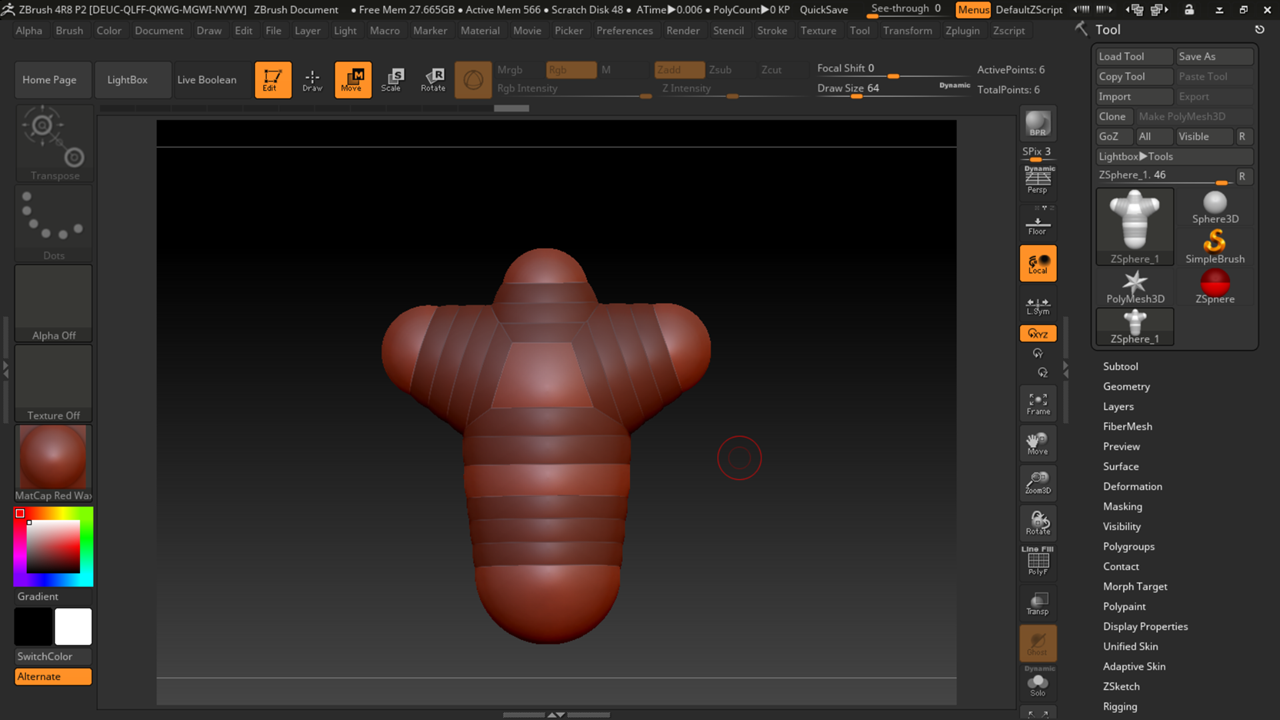 ZBrush 4R8 P2 [DEUC-QLFF-QKWG-MGWI-NVYW] ZBrush Document • Free Mem 27.665GB • Active Mem 566 • Scratch Disk 48 • ATime▶0.006 • PolyCount▶0 KP QuickSave See-through 0 Menus DefaultZScript
Alpha Brush Color Document Draw Edit File Layer Light Macro Marker Material Movie Picker Preferences Render Stencil Stroke Texture Tool Transform Zplugin Zscript
Tool
Home Page LightBox Live Boolean Edit Draw Move Scale Rotate
Mrgb Rgb M Zadd Zsub Zcut
Rgb Intensity Z Intensity
Focal Shift 0
Draw Size 64 Dynamic
ActivePoints: 6
TotalPoints: 6
Load Tool Save As
Copy Tool Paste Tool
Import Export
Clone Make PolyMesh3D
GoZ All Visible R
Lightbox▶Tools
ZSphere_1. 46 R
ZSphere_1
Sphere3D
SimpleBrush
PolyMesh3D
ZSphere
ZSphere_1
Subtool
Geometry
Layers
FiberMesh
Preview
Surface
Deformation
Masking
Visibility
Polygroups
Contact
Morph Target
Polypaint
Display Properties
Unified Skin
Adaptive Skin
ZSketch
Rigging
Transpose
Dots
Alpha Off
Texture Off
MatCap Red Wax
Gradient
SwitchColor
Alternate
BPR
SPix 3
Dynamic
Persp
Floor
Local
L.Sym
XYZ
Frame
Move
Zoom3D
Rotate
Line Fill
PolyF
Transp
Ghost
Dynamic
Solo